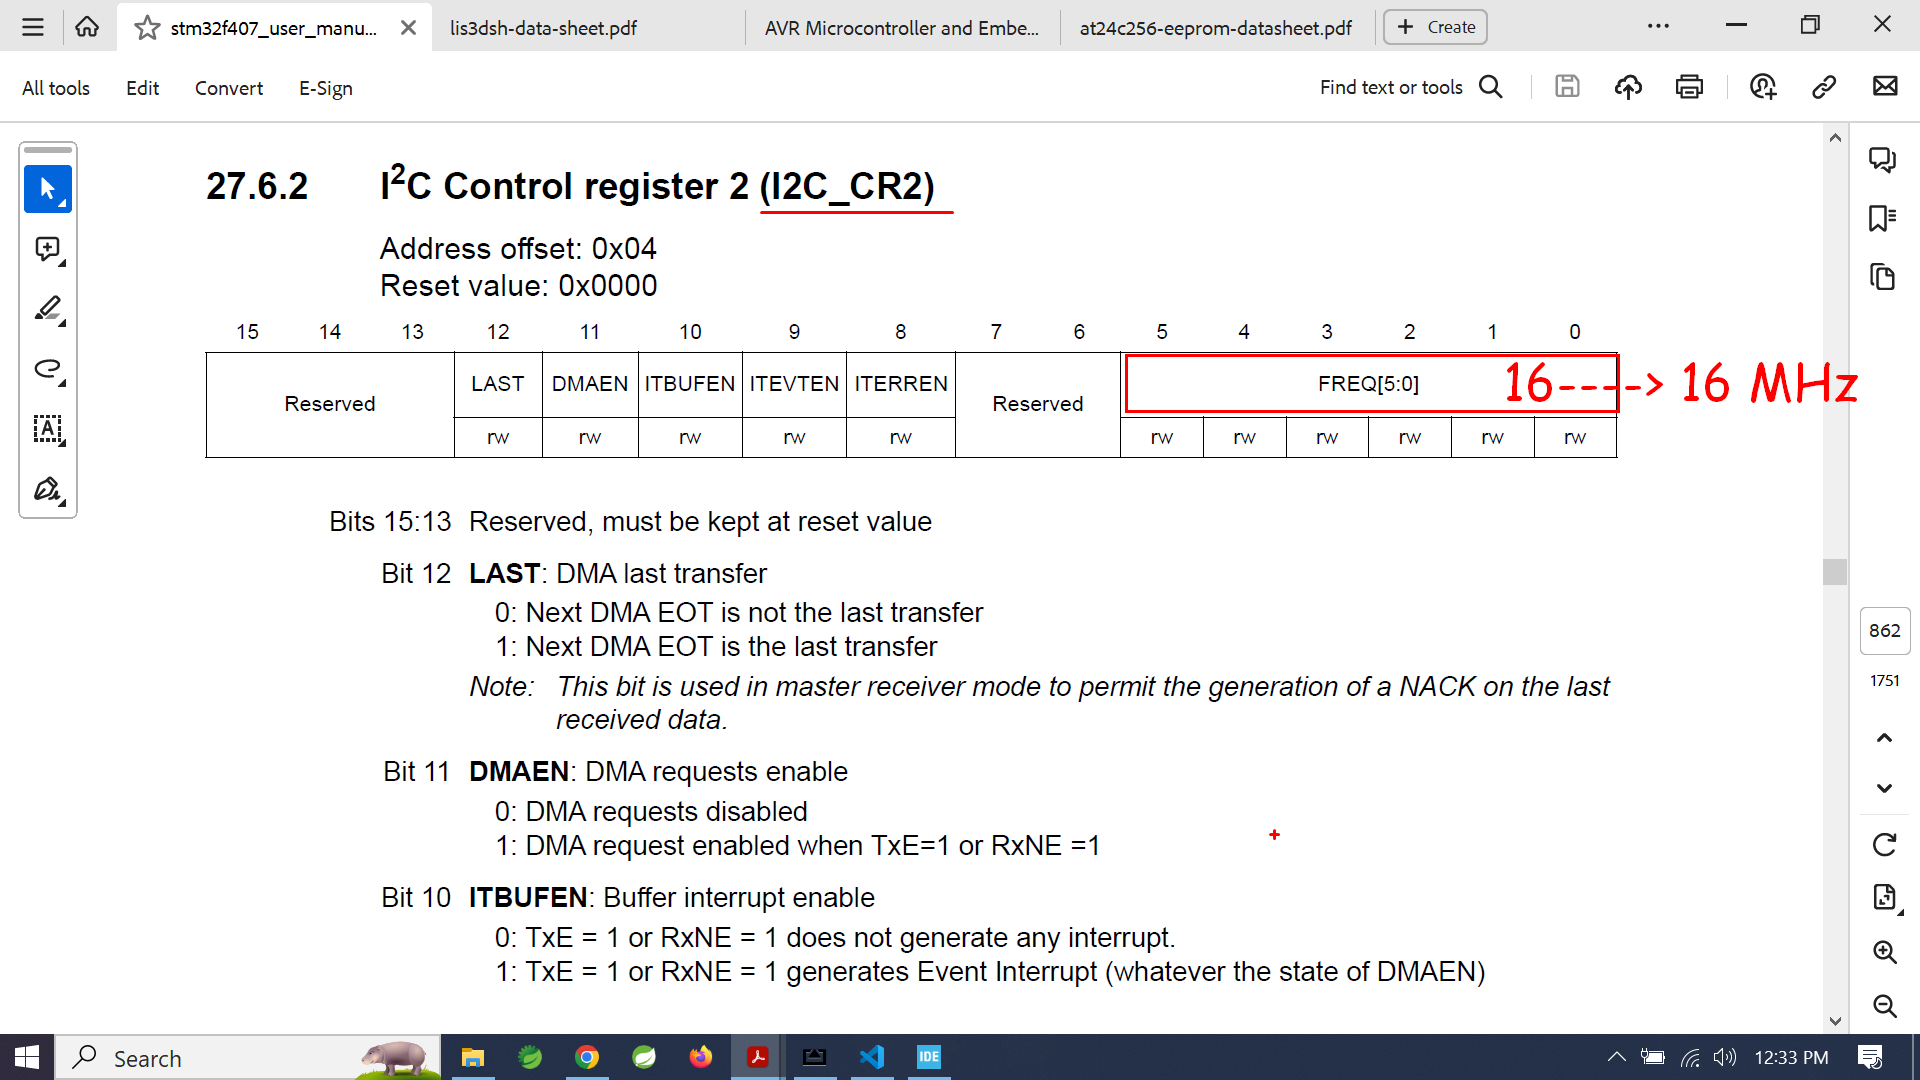 stm32f407_user_manu...
lis3dsh-data-sheet.pdf
AVR Microcontroller and Embe...
at24c256-eeprom-datasheet.pdf
+ Create
All tools
Edit
Convert
E-Sign
Find text or tools
27.6.2 I2C Control register 2 (I2C_CR2)
Address offset: 0x04
Reset value: 0x0000
15 14 13 12 11 10 9 8 7 6 5 4 3 2 1 0
Reserved LAST DMAEN ITBUFEN ITEVTEN ITERREN Reserved FREQ[5:0] 16----> 16 MHz
rw rw rw rw rw rw rw rw rw rw rw
Bits 15:13 Reserved, must be kept at reset value
Bit 12 LAST: DMA last transfer
0: Next DMA EOT is not the last transfer
1: Next DMA EOT is the last transfer
Note: This bit is used in master receiver mode to permit the generation of a NACK on the last
received data.
Bit 11 DMAEN: DMA requests enable
0: DMA requests disabled
1: DMA request enabled when TxE=1 or RxNE =1
Bit 10 ITBUFEN: Buffer interrupt enable
0: TxE = 1 or RxNE = 1 does not generate any interrupt.
1: TxE = 1 or RxNE = 1 generates Event Interrupt (whatever the state of DMAEN)
862
1751
Search
IDE
12:33 PM